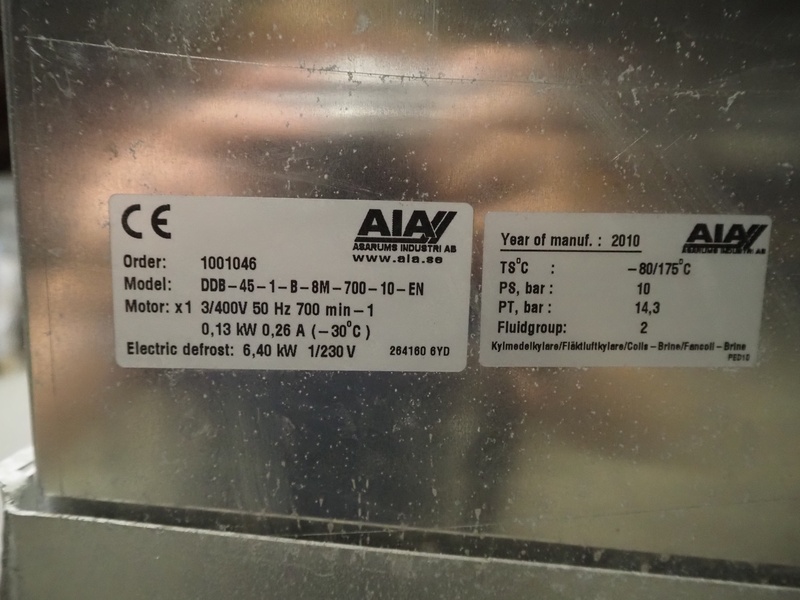 CE
AIA
ASARUMS INDUSTRI AB
www.aia.se
Order: 1001046
Model: DDB-45-1-B-8M-700-10-EN
Motor: x1 3/400V 50 Hz 700 min-1
0,13 kW 0,26 A (-30°C)
Electric defrost: 6,40 kW 1/230 V 264160 6YD
Year of manuf. : 2010
AIA
ASARUMS INDUSTRI AB
TS°C : -80/175°C
PS, bar : 10
PT, bar : 14,3
Fluidgroup: 2
Kylmedelkylare/Fläktluftkylare/Coils-Brine/Fancoil-Brine
PED10